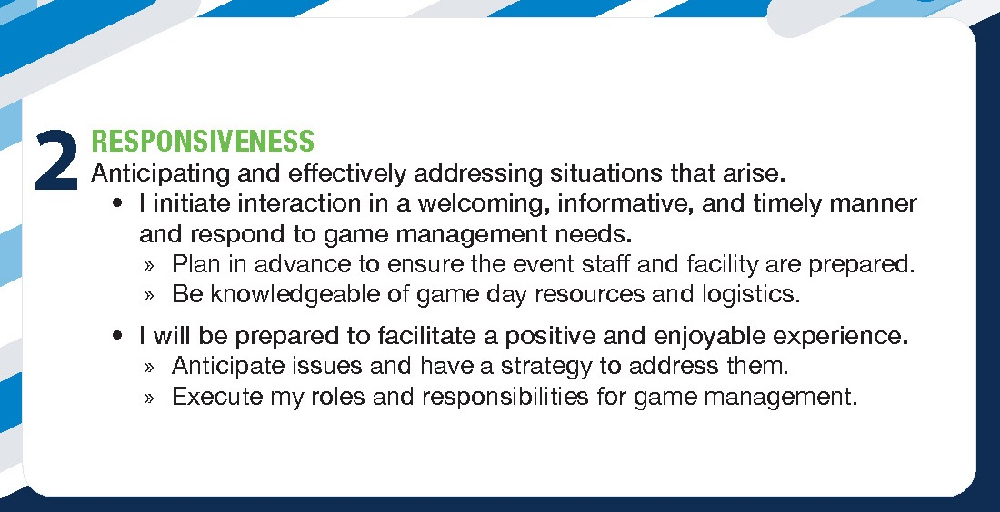 2 RESPONSIVENESS
Anticipating and effectively addressing situations that arise.
• I initiate interaction in a welcoming, informative, and timely manner
and respond to game management needs.
» Plan in advance to ensure the event staff and facility are prepared.
» Be knowledgeable of game day resources and logistics.
• I will be prepared to facilitate a positive and enjoyable experience.
» Anticipate issues and have a strategy to address them.
» Execute my roles and responsibilities for game management.